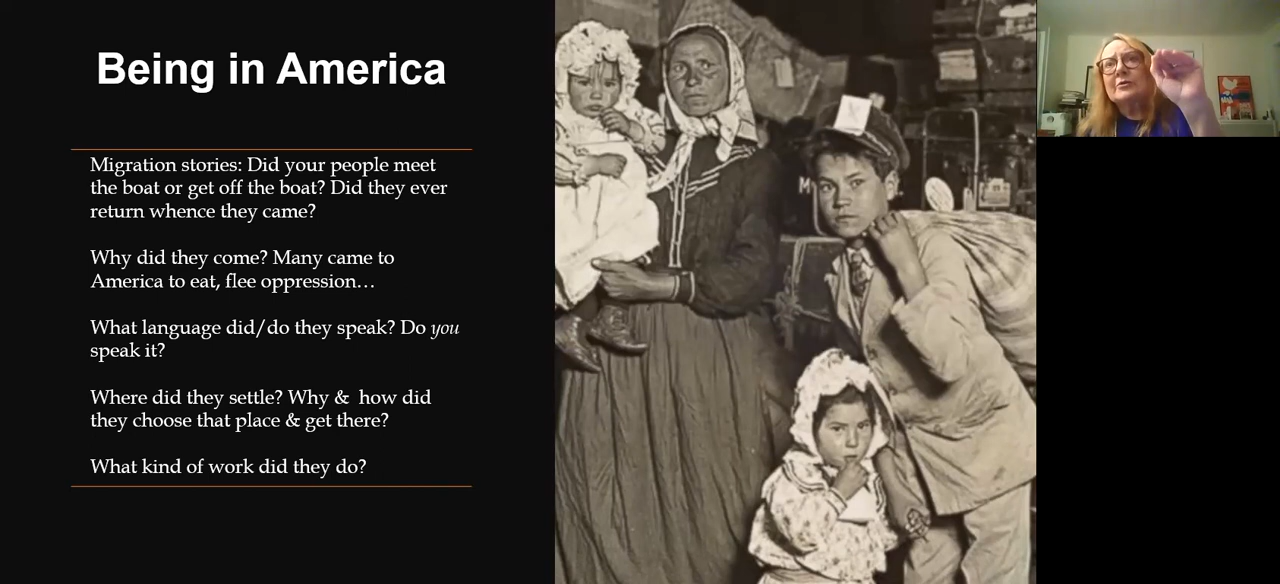 Being in America
Migration stories: Did your people meet
the boat or get off the boat? Did they ever
return whence they came?
Why did they come? Many came to
America to eat, flee oppression…
What language did/do they speak? Do you
speak it?
Where did they settle? Why & how did
they choose that place & get there?
What kind of work did they do?